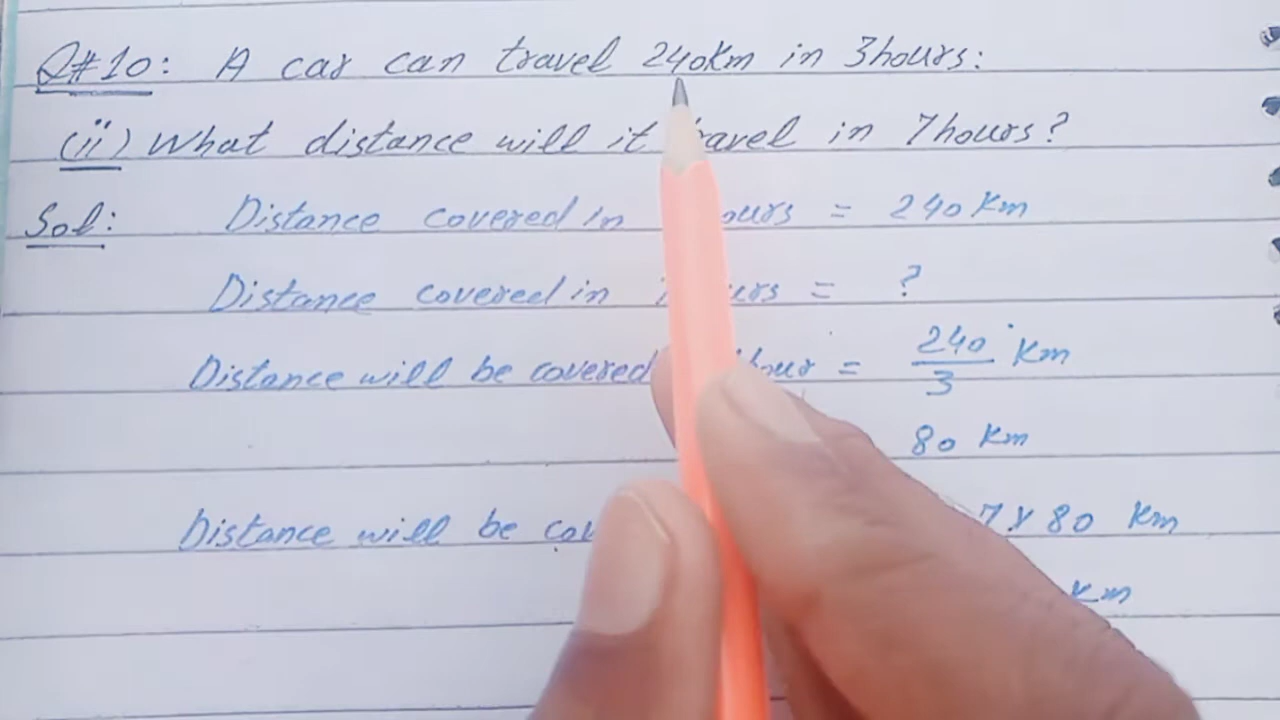 Q#10: A car can travel 240Km in 3hours:
(ii) What distance will it travel in 7hours?
Sol: Distance covered in ours = 240 Km
Distance covered in urs = ?
Distance will be covered hour = 240/3 Km
80 Km
Distance will be 7 x 80 Km
Km